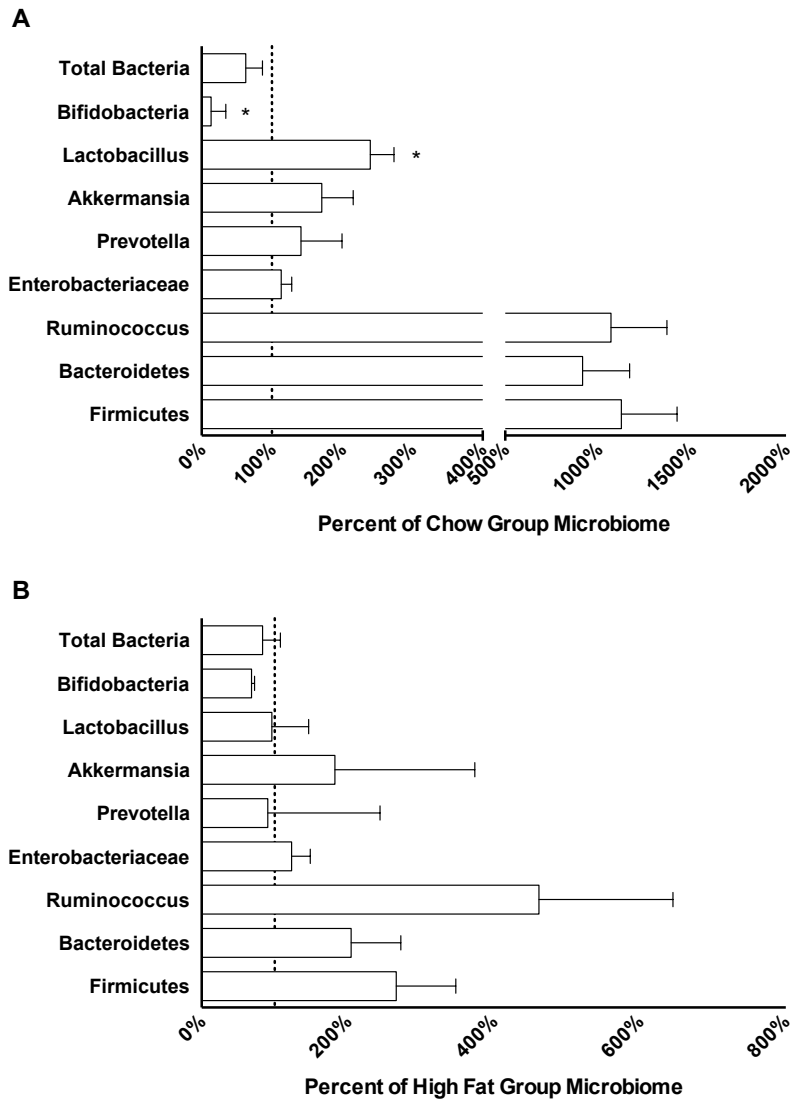 A
Total Bacteria
Bifidobacteria *
Lactobacillus *
Akkermansia
Prevotella
Enterobacteriaceae
Ruminococcus
Bacteroidetes
Firmicutes
0% 100% 200% 300% 400% 500% 1000% 1500% 2000%
Percent of Chow Group Microbiome
B
Total Bacteria
Bifidobacteria
Lactobacillus
Akkermansia
Prevotella
Enterobacteriaceae
Ruminococcus
Bacteroidetes
Firmicutes
0% 200% 400% 600% 800%
Percent of High Fat Group Microbiome